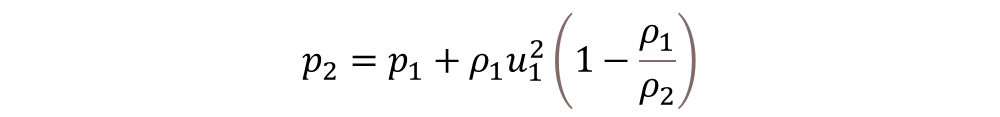 p₂ = p₁ + ρ₁u₁² (1 − ρ₁/ρ₂)